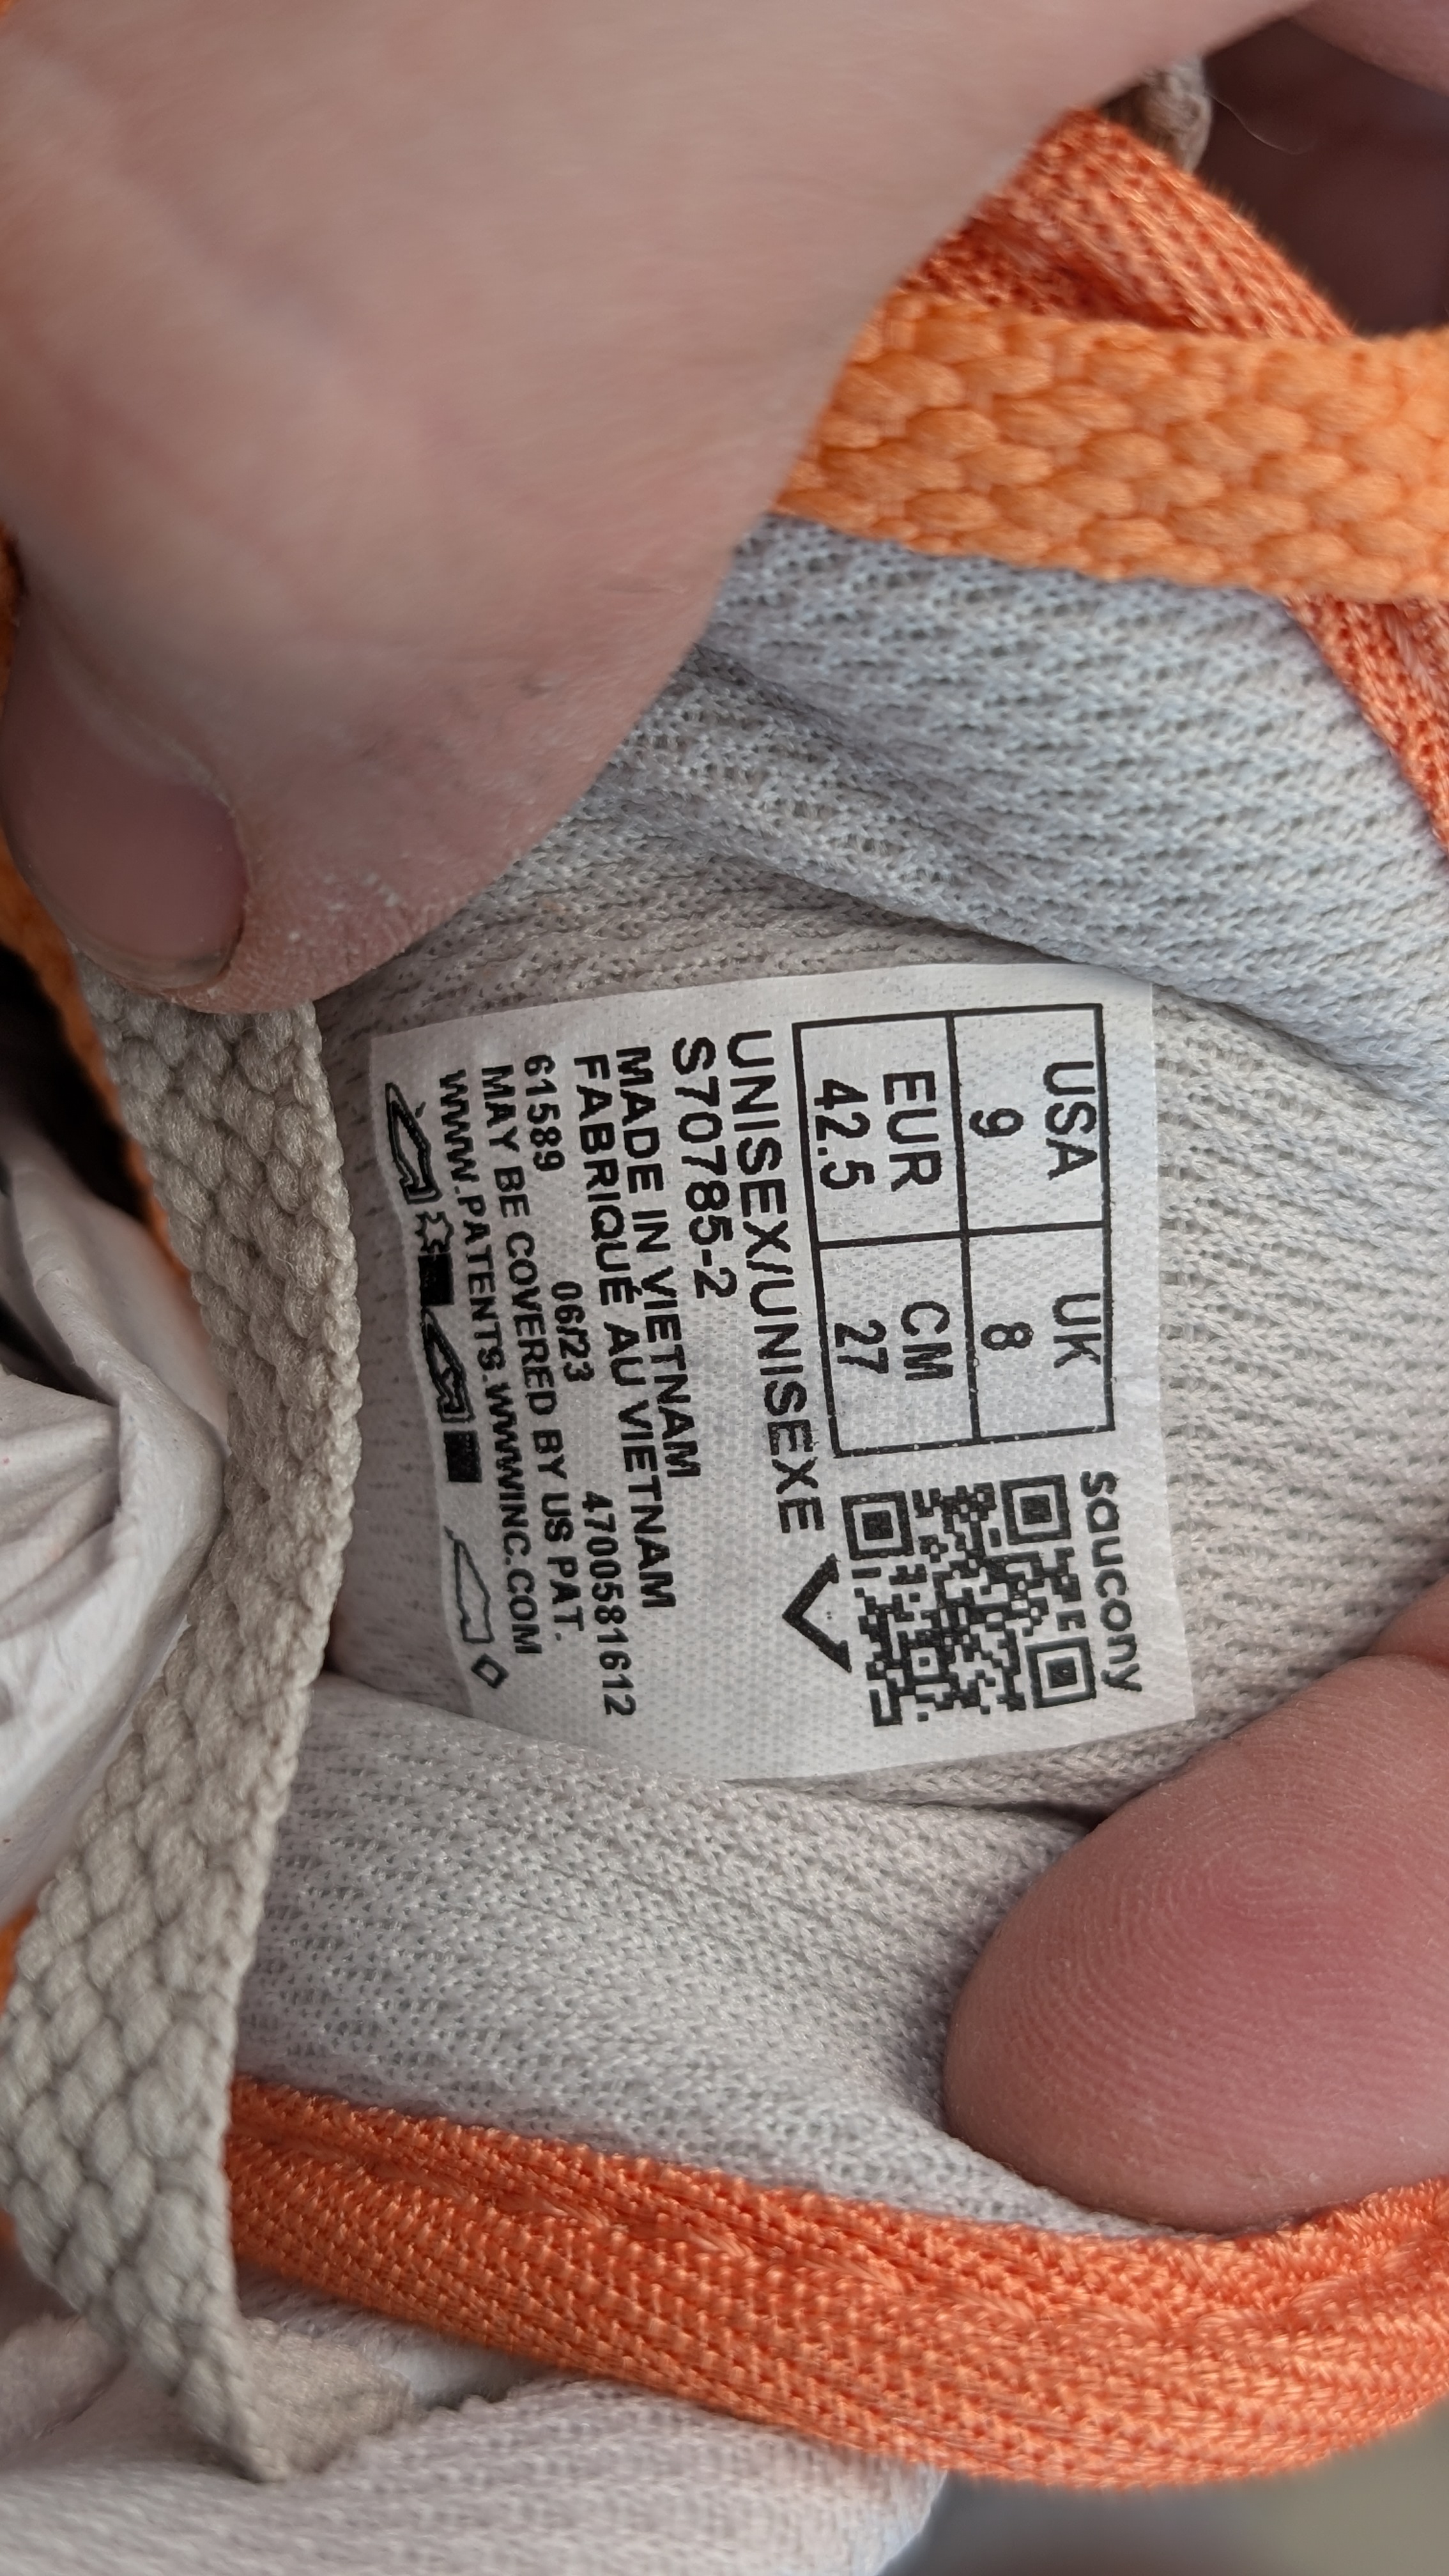 saucony
USA UK
9 8
EUR CM
42.5 27
UNISEX/UNISEXE
S70785-2
MADE IN VIETNAM
FABRIQUÉ AU VIETNAM
61589 06/23 4700581612
MAY BE COVERED BY US PAT.
WWW.PATENTS.WWWINC.COM